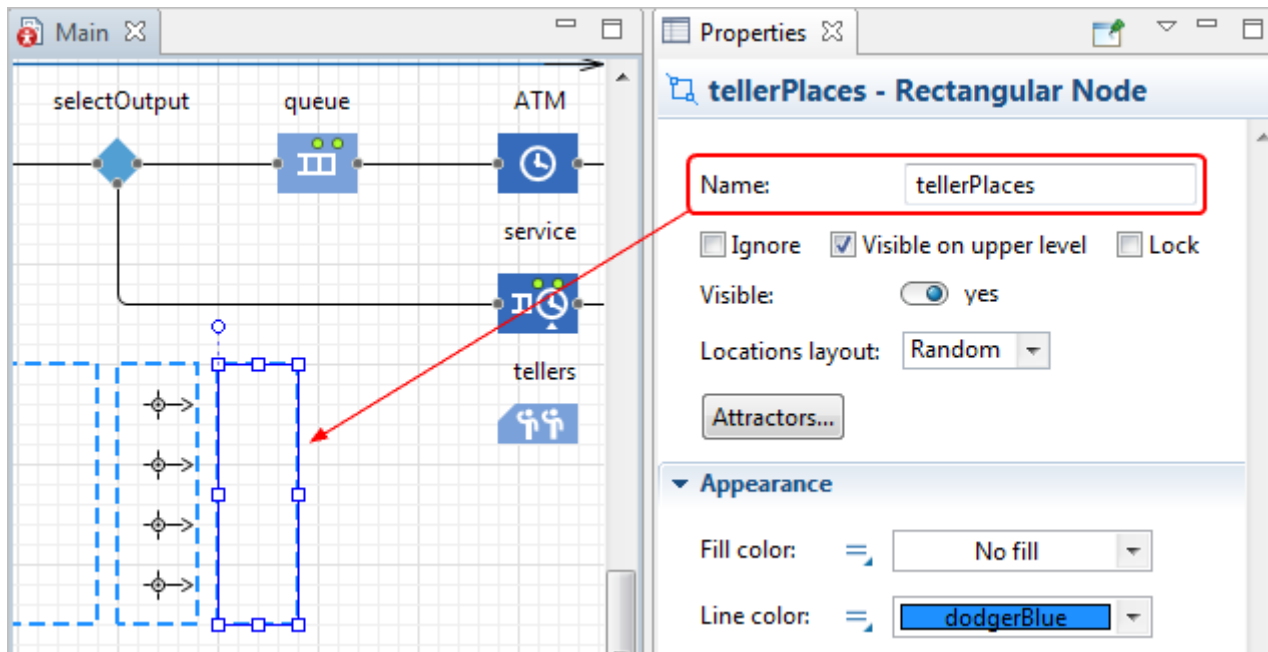 Main
selectOutput
queue
ATM
service
tellers
Properties
tellerPlaces - Rectangular Node
Name: tellerPlaces
Ignore Visible on upper level Lock
Visible: yes
Locations layout: Random
Attractors...
Appearance
Fill color: No fill
Line color: dodgerBlue